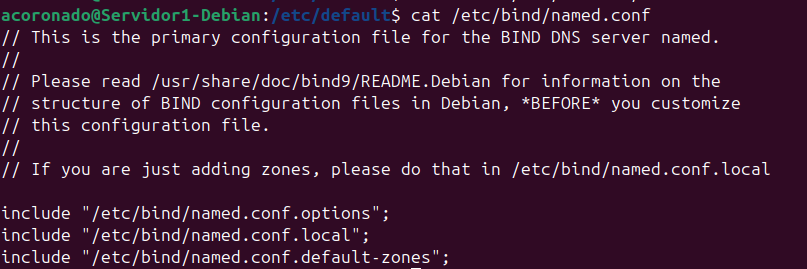 acoronado@Servidor1-Debian:/etc/default$ cat /etc/bind/named.conf
// This is the primary configuration file for the BIND DNS server named.
//
// Please read /usr/share/doc/bind9/README.Debian for information on the
// structure of BIND configuration files in Debian, *BEFORE* you customize
// this configuration file.
//
// If you are just adding zones, please do that in /etc/bind/named.conf.local

include "/etc/bind/named.conf.options";
include "/etc/bind/named.conf.local";
include "/etc/bind/named.conf.default-zones";